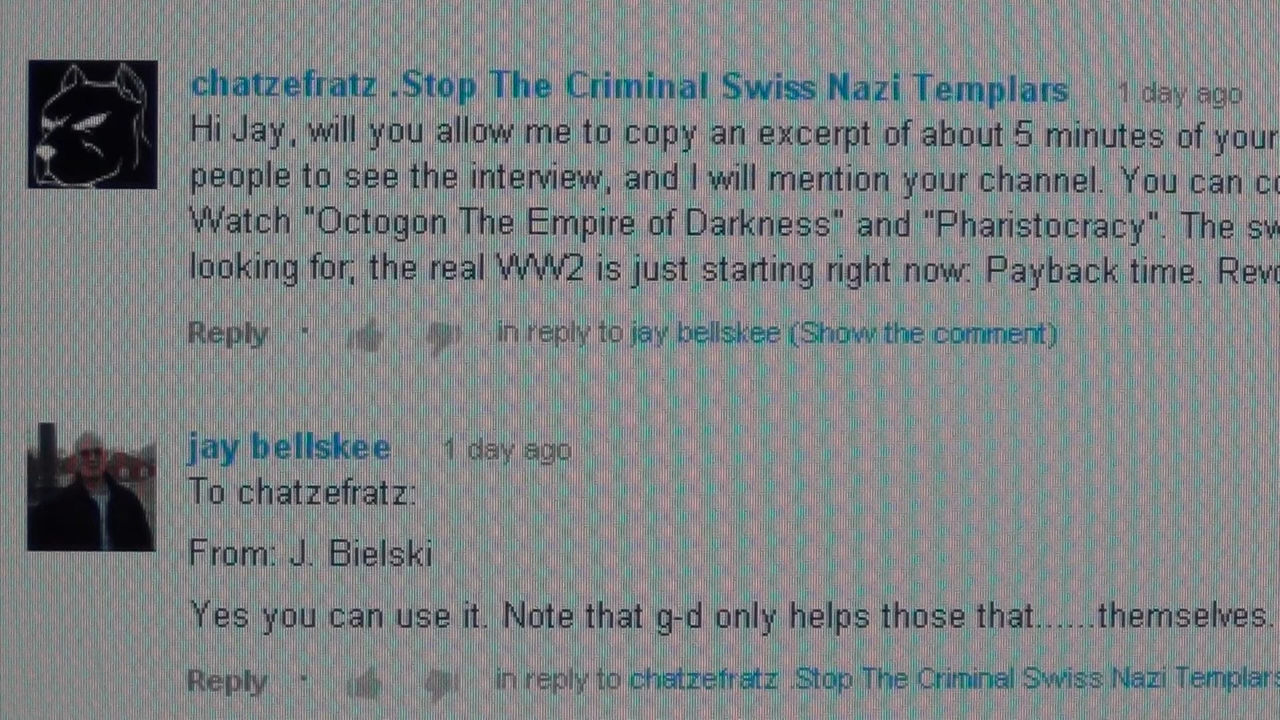 chatzefratz .Stop The Criminal Swiss Nazi Templars 1 day ago
Hi Jay, will you allow me to copy an excerpt of about 5 minutes of your
people to see the interview, and I will mention your channel. You can
Watch "Octogon The Empire of Darkness" and "Pharistocracy". The
looking for, the real WW2 is just starting right now. Payback time.
Reply · in reply to jay bellskee (Show the comment)
jay bellskee 1 day ago
To chatzefratz:
From: J. Bielski
Yes you can use it. Note that g-d only helps those that......themselves.
Reply · in reply to chatzefratz .Stop The Criminal Swiss Nazi Templars